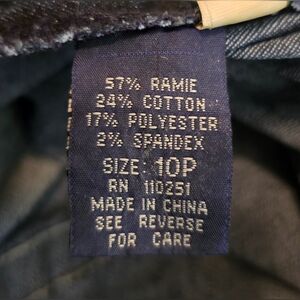 57% RAMIE
24% COTTON
17% POLYESTER
2% SPANDEX
SIZE: 10P
RN 110251
MADE IN CHINA
SEE REVERSE
FOR CARE